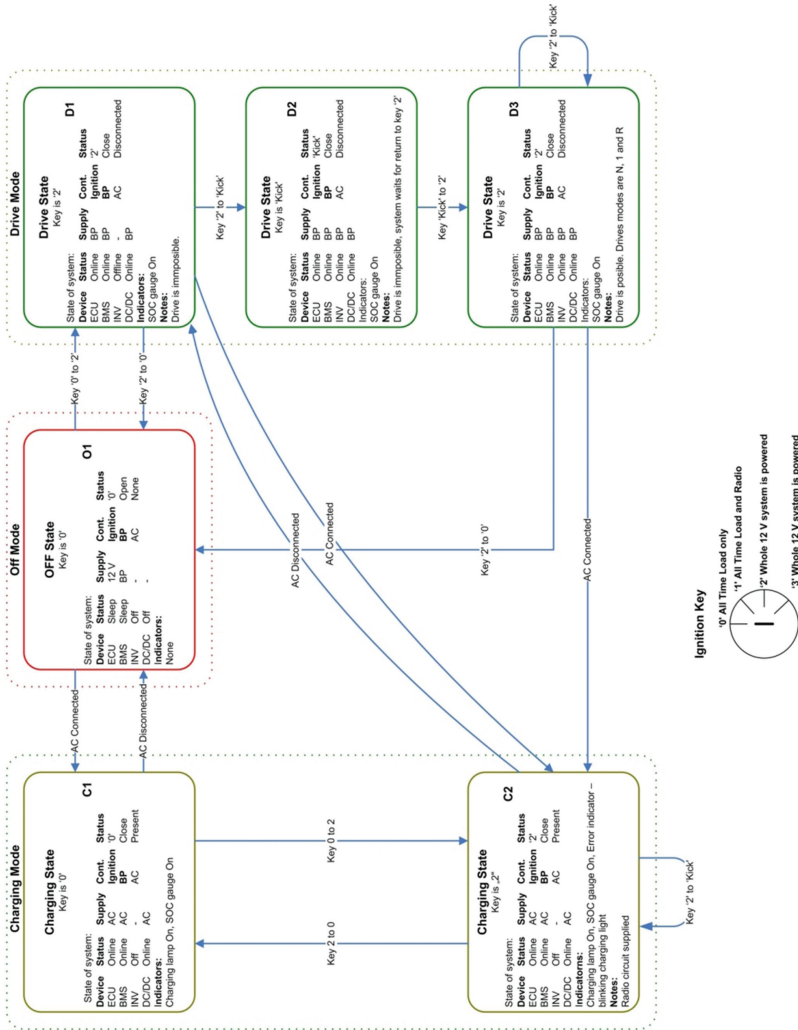 Charging Mode
Charging State
Key is '0'
C1
State of system:
Device Status Supply Cont. Status
ECU Online AC Ignition '0'
BMS Online AC BP Close
INV Off - AC Present
DC/DC Online AC
Indicators:
Charging lamp On, SOC gauge On
Key 2 to 0
Key 0 to 2
Charging State
Key is „2"
C2
State of system:
Device Status Supply Cont. Status
ECU Online AC Ignition '2'
BMS Online AC BP Close
INV Off - AC Present
DC/DC Online AC
Indicatorns:
Charging lamp On, SOC gauge On, Error indicator –
blinking charging light
Notes:
Radio circuit supplied
Key '2' to 'Kick'
AC Connected
AC Disconnected
Off Mode
OFF State
Key is '0'
O1
State of system:
Device Status Supply Cont. Status
ECU Sleep 12 V Ignition '0'
BMS Sleep BP BP Open
INV Off - AC None
DC/DC Off -
Indicators:
None
Key '0' to '2'
Key '2' to '0'
AC Disconnected
AC Connected
Key '2' to '0'
AC Connected
Drive Mode
Drive State
Key is '2'
D1
State of system:
Device Status Supply Cont. Status
ECU Online BP Ignition '2'
BMS Online BP BP Close
INV Offline - AC Disconnected
DC/DC Online BP
Indicators:
SOC gauge On
Notes:
Drive is immposible.
Key '2' to 'Kick'
Drive State
Key is 'Kick'
D2
State of system:
Device Status Supply Cont. Status
ECU Online BP Ignition 'Kick'
BMS Online BP BP Close
INV Online BP AC Disconnected
DC/DC Online BP
Indicators:
SOC gauge On
Notes:
Drive is immposible, system waits for return to key '2'
Key 'Kick' to '2'
Drive State
Key is '2'
D3
State of system:
Device Status Supply Cont. Status
ECU Online BP Ignition '2'
BMS Online BP BP Close
INV Online BP AC Disconnected
DC/DC Online BP
Indicators:
SOC gauge On
Notes:
Drive is posible. Drives modes are N, 1 and R
Key '2' to 'Kick'
Ignition Key
'0' All Time Load only
'1' All Time Load and Radio
'2' Whole 12 V system is powered
'3' Whole 12 V system is powered